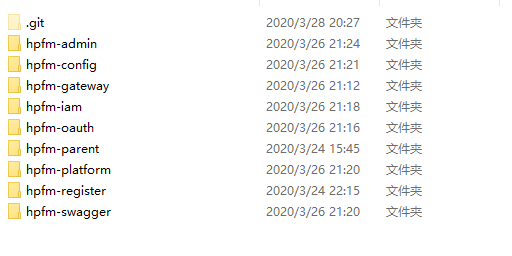 .git 2020/3/28 20:27 文件夹
hpfm-admin 2020/3/26 21:24 文件夹
hpfm-config 2020/3/26 21:21 文件夹
hpfm-gateway 2020/3/26 21:12 文件夹
hpfm-iam 2020/3/26 21:18 文件夹
hpfm-oauth 2020/3/26 21:16 文件夹
hpfm-parent 2020/3/24 15:45 文件夹
hpfm-platform 2020/3/26 21:20 文件夹
hpfm-register 2020/3/24 22:15 文件夹
hpfm-swagger 2020/3/26 21:20 文件夹